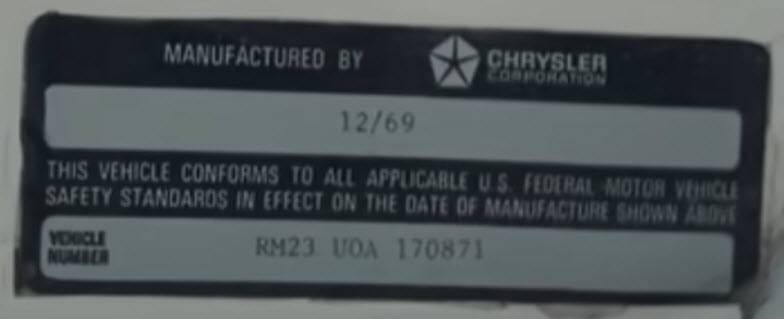 MANUFACTURED BY CHRYSLER CORPORATION
12/69
THIS VEHICLE CONFORMS TO ALL APPLICABLE U.S. FEDERAL MOTOR VEHICLE
SAFETY STANDARDS IN EFFECT ON THE DATE OF MANUFACTURE SHOWN ABOVE
VEHICLE NUMBER RM23 UOA 170871